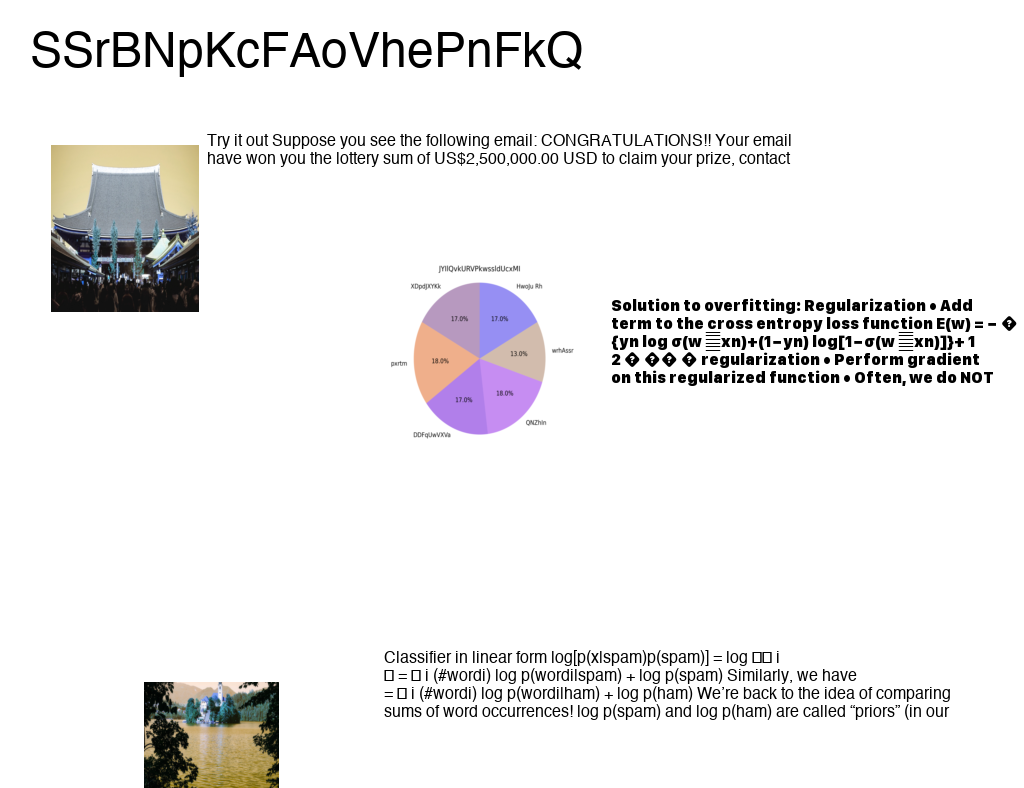 SSrBNpKcFAoVhePnFkQ
Try it out Suppose you see the following email: CONGRATULATIONS!! Your email
have won you the lottery sum of US$2,500,000.00 USD to claim your prize, contact
XDpdJXYKk
Hwoju Rh
17.0%
17.0%
13.0%
wrhAssr
18.0%
pxrtm
18.0%
17.0%
QNZhIn
DDFqUwVXVa
Solution to overfitting: Regularization • Add
term to the cross entropy loss function E(w) = − �
{yn log σ(w xn)+(1−yn) log[1−σ(w xn)]}+ 1
2 � � � � regularization • Perform gradient
on this regularized function • Often, we do NOT
Classifier in linear form log[p(x|spam)p(spam)] = log i
= i (#wordi) log p(wordi|spam) + log p(spam) Similarly, we have
= i (#wordi) log p(wordi|ham) + log p(ham) We’re back to the idea of comparing
sums of word occurrences! log p(spam) and log p(ham) are called “priors” (in our